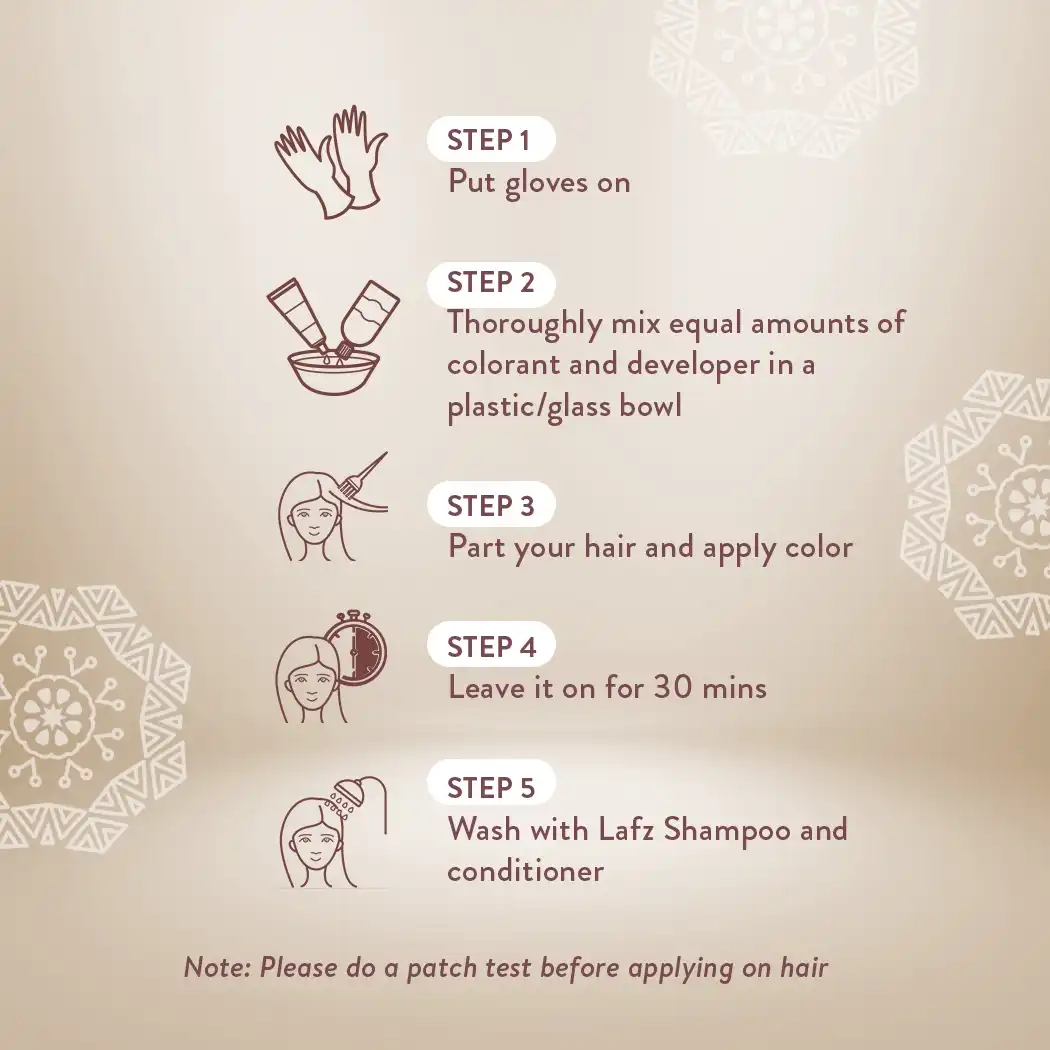 STEP 1
Put gloves on
STEP 2
Thoroughly mix equal amounts of
colorant and developer in a
plastic/glass bowl
STEP 3
Part your hair and apply color
STEP 4
Leave it on for 30 mins
STEP 5
Wash with Lafz Shampoo and
conditioner
Note: Please do a patch test before applying on hair